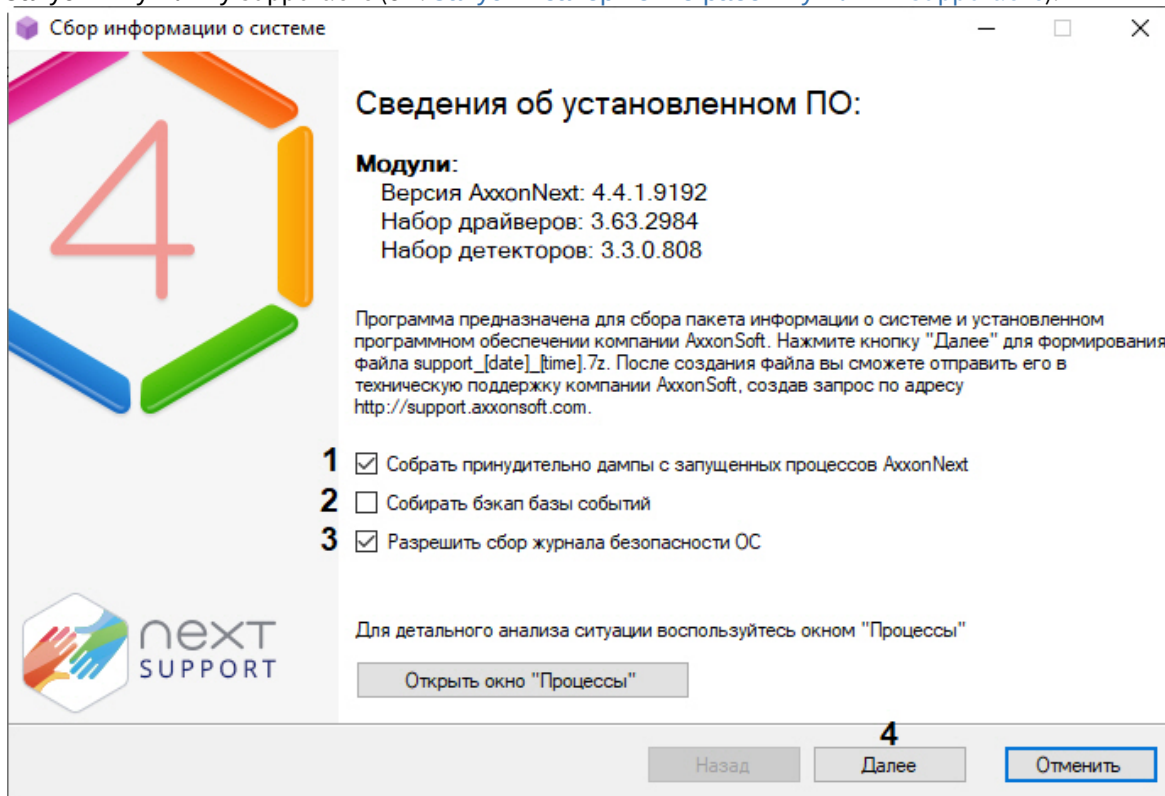 Сбор информации о системе
4
Сведения об установленном ПО:
Модули:
Версия AxxonNext: 4.4.1.9192
Набор драйверов: 3.63.2984
Набор детекторов: 3.3.0.808
Программа предназначена для сбора пакета информации о системе и установленном
программном обеспечении компании AxxonSoft. Нажмите кнопку "Далее" для формирования
файла support_[date]_[time].7z. После создания файла вы сможете отправить его в
техническую поддержку компании AxxonSoft, создав запрос по адресу
http://support.axxonsoft.com.
1 Собрать принудительно дампы с запущенных процессов AxxonNext
2 Собирать бэкап базы событий
3 Разрешить сбор журнала безопасности ОС
next
SUPPORT
Для детального анализа ситуации воспользуйтесь окном "Процессы"
Открыть окно "Процессы"
4
Назад Далее Отменить